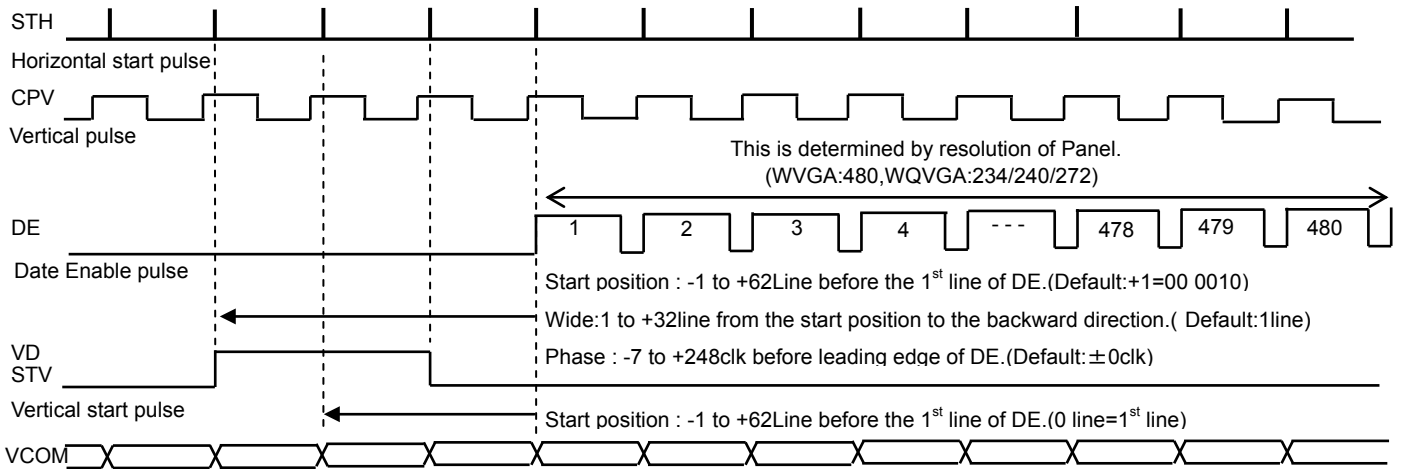 STH
Horizontal start pulse
CPV
Vertical pulse
This is determined by resolution of Panel.
(WVGA:480,WQVGA:234/240/272)
DE
1 2 3 4 - - - 478 479 480
Date Enable pulse
Start position : -1 to +62Line before the 1st line of DE.(Default:+1=00 0010)
Wide:1 to +32line from the start position to the backward direction.( Default:1line)
VD
Phase : -7 to +248clk before leading edge of DE.(Default:±0clk)
STV
Vertical start pulse
Start position : -1 to +62Line before the 1st line of DE.(0 line=1st line)
VCOM